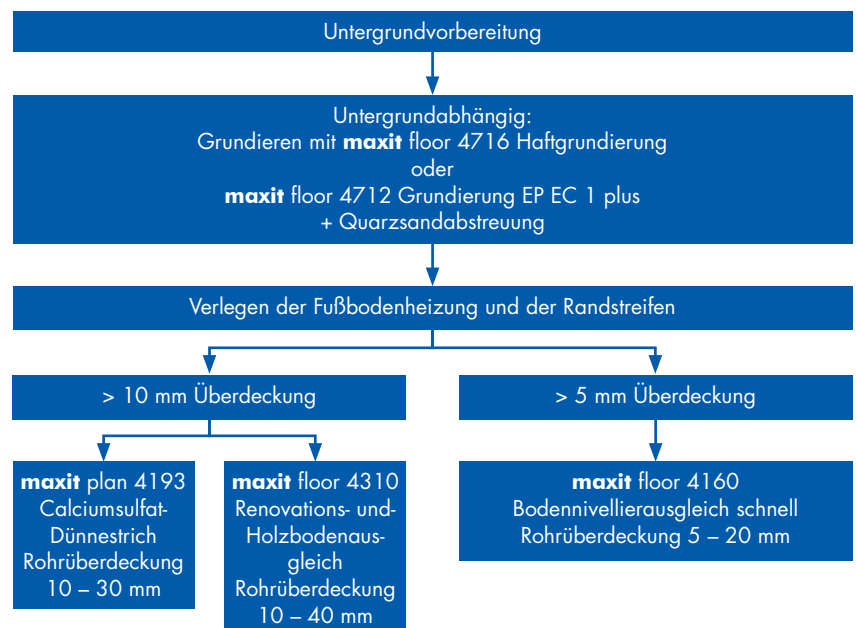 Untergrundvorbereitung
Untergrundabhängig:
Grundieren mit maxit floor 4716 Haftgrundierung
oder
maxit floor 4712 Grundierung EP EC 1 plus
+ Quarzsandabstreuung
Verlegen der Fußbodenheizung und der Randstreifen
> 10 mm Überdeckung
> 5 mm Überdeckung
maxit plan 4193
Calciumsulfat-
Dünnestrich
Rohrüberdeckung
10 – 30 mm
maxit floor 4310
Renovations- und-
Holzbodenaus-
gleich
Rohrüberdeckung
10 – 40 mm
maxit floor 4160
Bodennivellierausgleich schnell
Rohrüberdeckung 5 – 20 mm